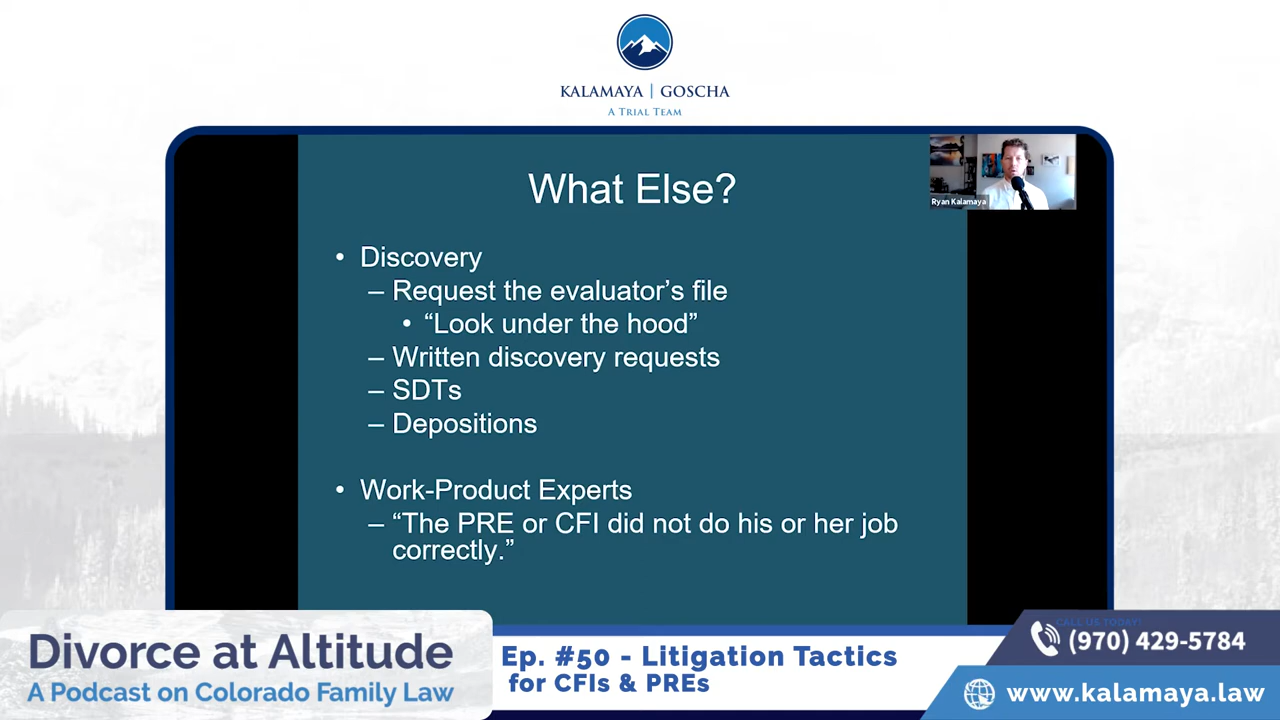 KALAMAYA | GOSCHA
A TRIAL TEAM
What Else?
Ryan Kalamaya
• Discovery
– Request the evaluator’s file
• “Look under the hood”
– Written discovery requests
– SDTs
– Depositions
• Work-Product Experts
– “The PRE or CFI did not do his or her job
correctly.”
Divorce at Altitude
A Podcast on Colorado Family Law
Ep. #50 - Litigation Tactics
for CFIs & PREs
CALL US TODAY!
(970) 429-5784
www.kalamaya.law